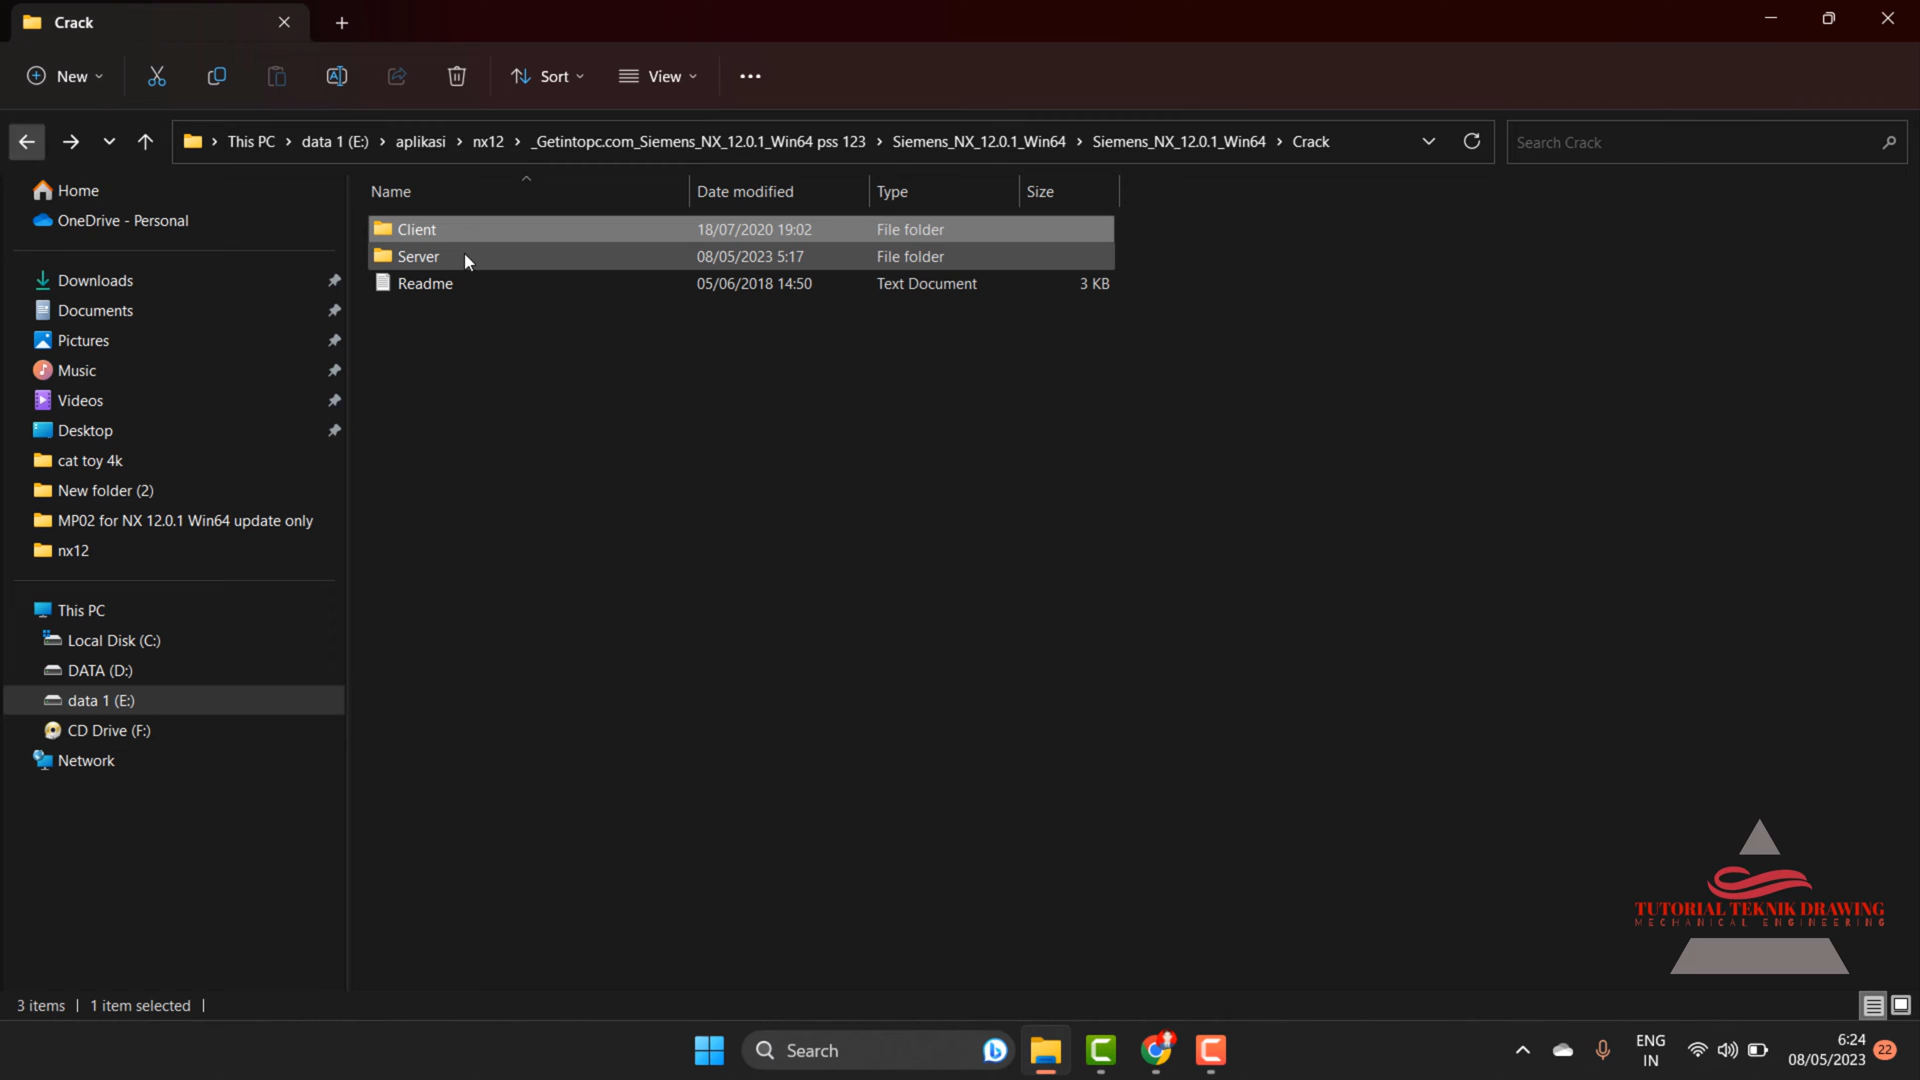 Crack
New
Sort
View
This PC
data 1 (E:)
aplikasi
nx12
_Getintopc.com_Siemens_NX_12.0.1_Win64 pss 123
Siemens_NX_12.0.1_Win64
Siemens_NX_12.0.1_Win64
Crack
Search Crack
Name
Date modified
Type
Size
Client 18/07/2020 19:02 File folder
Server 08/05/2023 5:17 File folder
Readme 05/06/2018 14:50 Text Document 3 KB
Home
OneDrive - Personal
Downloads
Documents
Pictures
Music
Videos
Desktop
cat toy 4k
New folder (2)
MP02 for NX 12.0.1 Win64 update only
nx12
This PC
Local Disk (C:)
DATA (D:)
data 1 (E:)
CD Drive (F:)
Network
TUTORIAL TEKNIK DRAWING
MECHANICAL ENGINEERING
3 items
1 item selected
Search
ENG
IN
6:24
08/05/2023
22